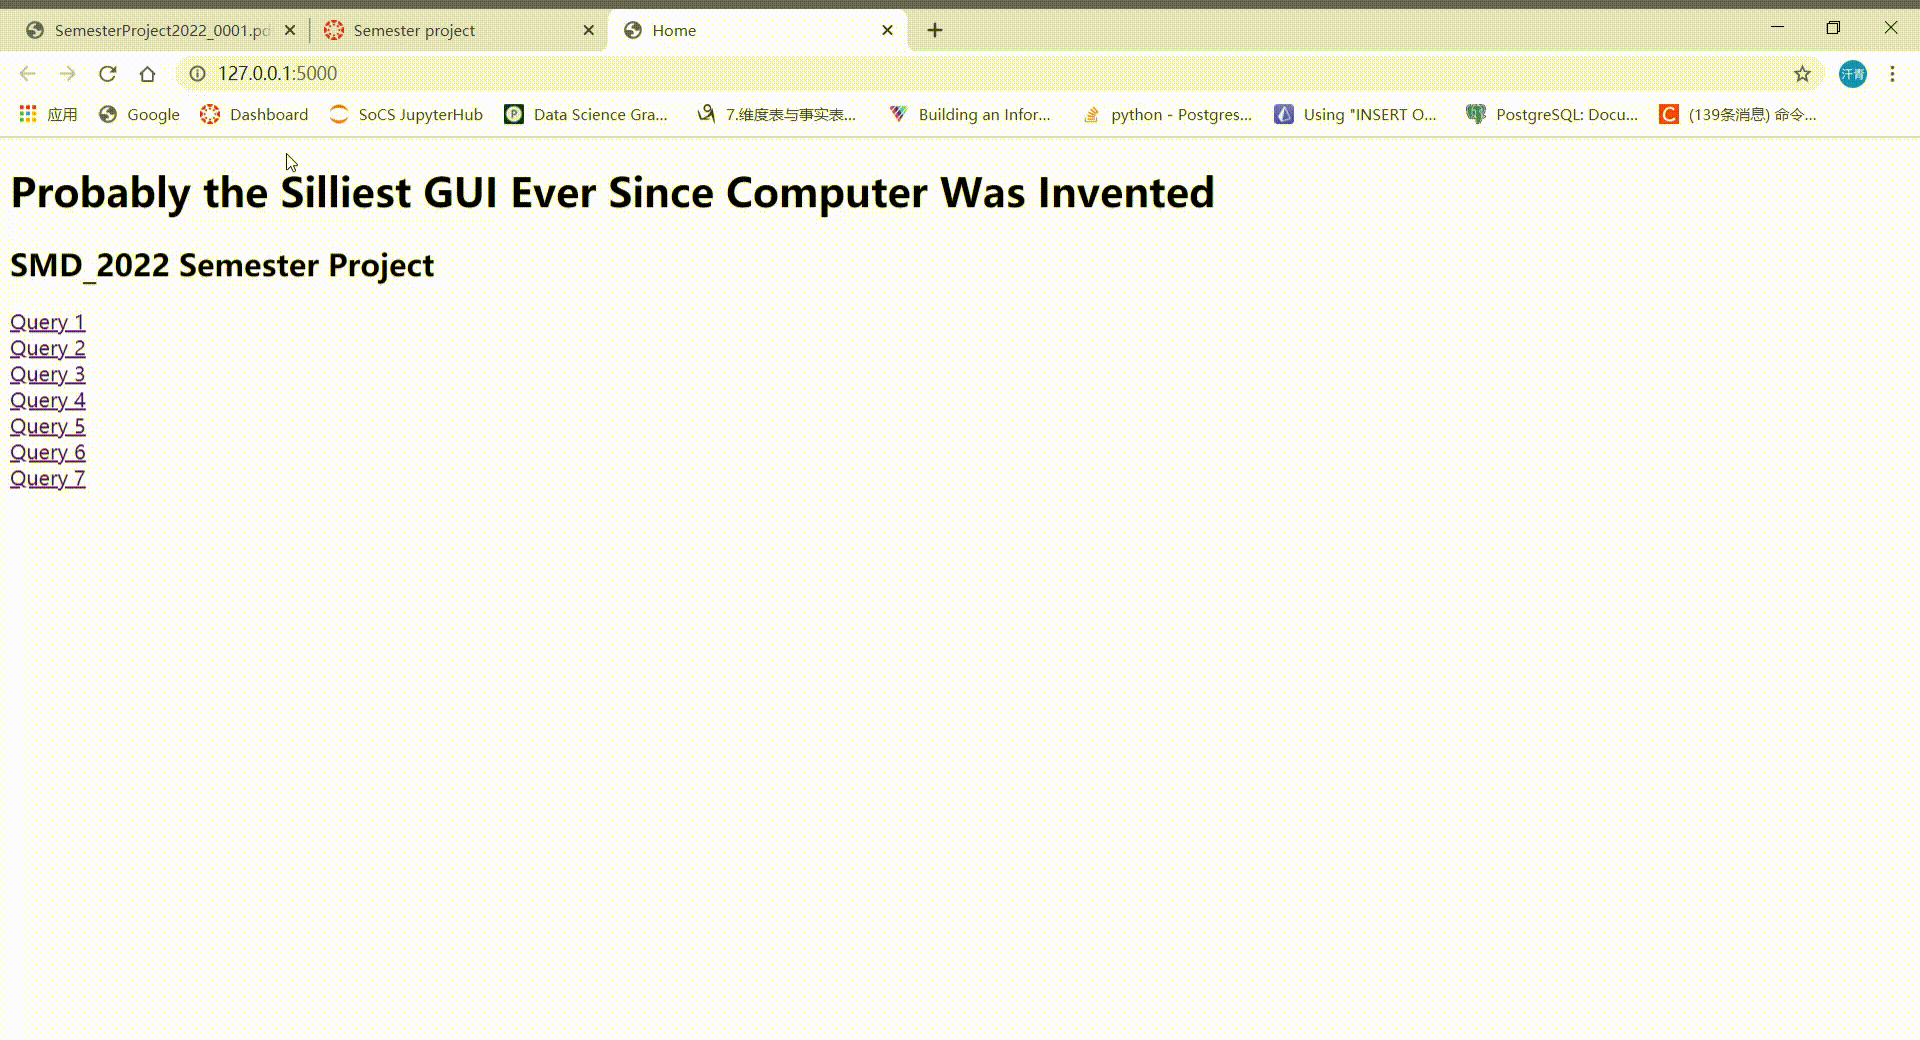 SemesterProject2022_0001.pd
Semester project
Home
127.0.0.1:5000
汗青
应用
Google
Dashboard
SoCS JupyterHub
Data Science Gra...
7.维度表与事实表...
Building an Infor...
python - Postgres...
Using "INSERT O...
PostgreSQL: Docu...
(139条消息) 命令...
Probably the Silliest GUI Ever Since Computer Was Invented
SMD_2022 Semester Project
Query 1
Query 2
Query 3
Query 4
Query 5
Query 6
Query 7